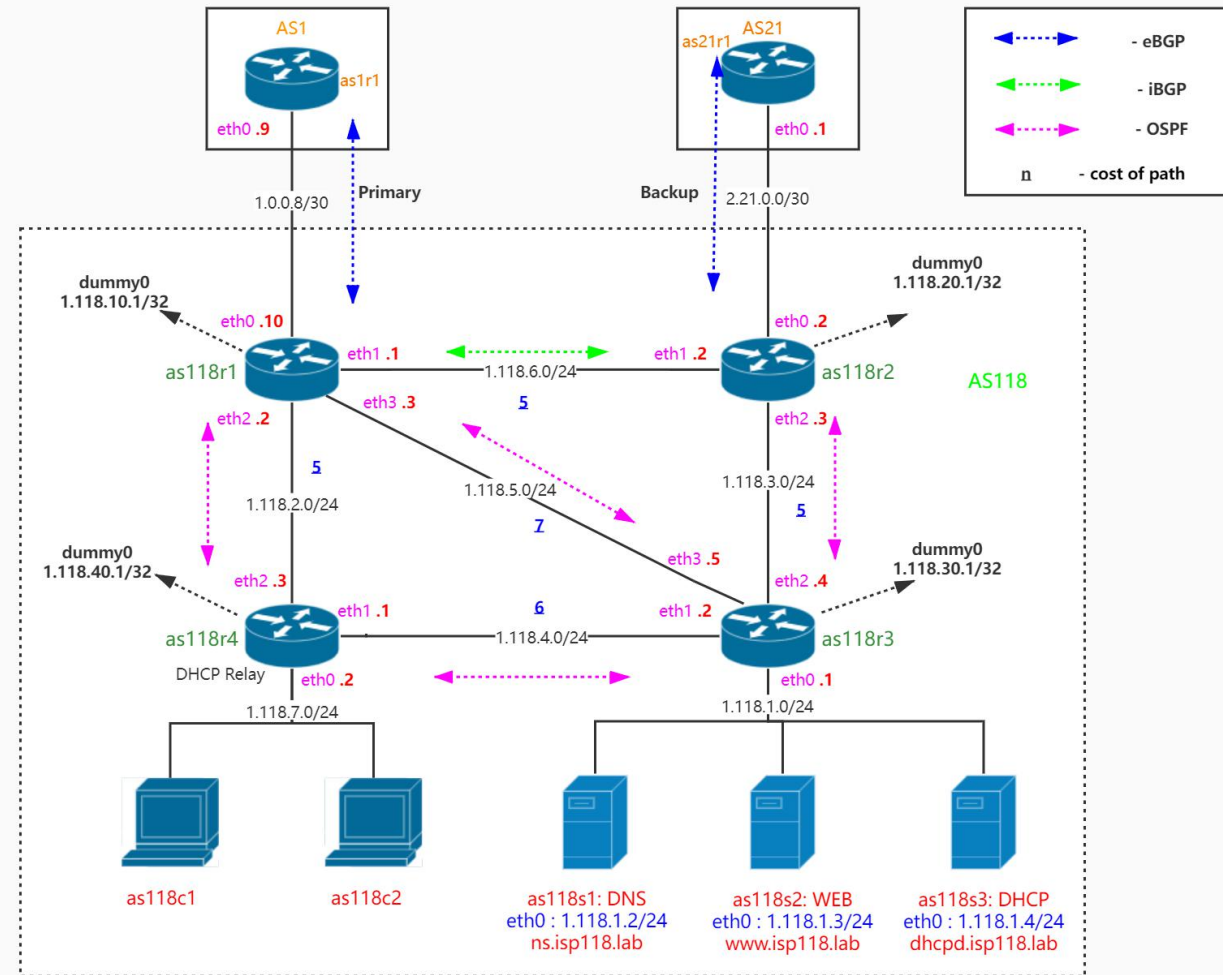 AS1
as1r1
eth0 .9
AS21
as21r1
eth0 .1
- eBGP
- iBGP
- OSPF
n - cost of path
Primary
1.0.0.8/30
Backup
2.21.0.0/30
dummy0
1.118.10.1/32
dummy0
1.118.20.1/32
eth0 .10
eth0 .2
as118r1
eth1 .1
eth1 .2
as118r2
1.118.6.0/24
AS118
eth3 .3
5
eth2 .2
eth2 .3
5
1.118.5.0/24
1.118.3.0/24
1.118.2.0/24
7
5
dummy0
1.118.40.1/32
dummy0
1.118.30.1/32
eth3 .5
eth2 .3
eth2 .4
eth1 .1
6
eth1 .2
as118r4
1.118.4.0/24
as118r3
DHCP Relay
eth0 .2
eth0 .1
1.118.7.0/24
1.118.1.0/24
as118c1
as118c2
as118s1: DNS
eth0 : 1.118.1.2/24
ns.isp118.lab
as118s2: WEB
eth0 : 1.118.1.3/24
www.isp118.lab
as118s3: DHCP
eth0 : 1.118.1.4/24
dhcpd.isp118.lab